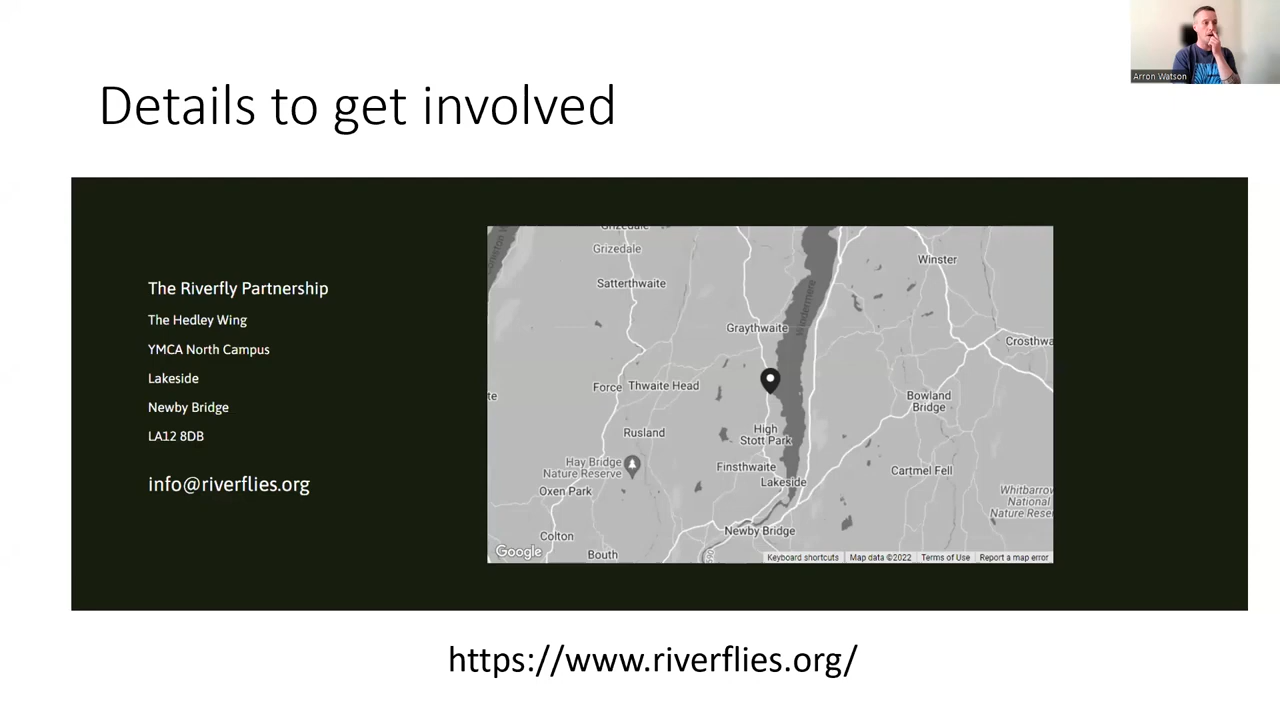 Arron Watson
Details to get involved
The Riverfly Partnership
The Hedley Wing
YMCA North Campus
Lakeside
Newby Bridge
LA12 8DB
info@riverflies.org
Grizedale
Grizedale
Satterthwaite
Winster
Windermere
Graythwaite
Crosthwa
Force
Thwaite Head
Bowland
Bridge
Rusland
High
Stott Park
Hay Bridge
Nature Reserve
Finsthwaite
Cartmel Fell
Lakeside
Oxen Park
Whitbarrow
National
Nature Rese
Newby Bridge
Colton
Bouth
Google
Keyboard shortcuts
Map data ©2022
Terms of Use
Report a map error
https://www.riverflies.org/